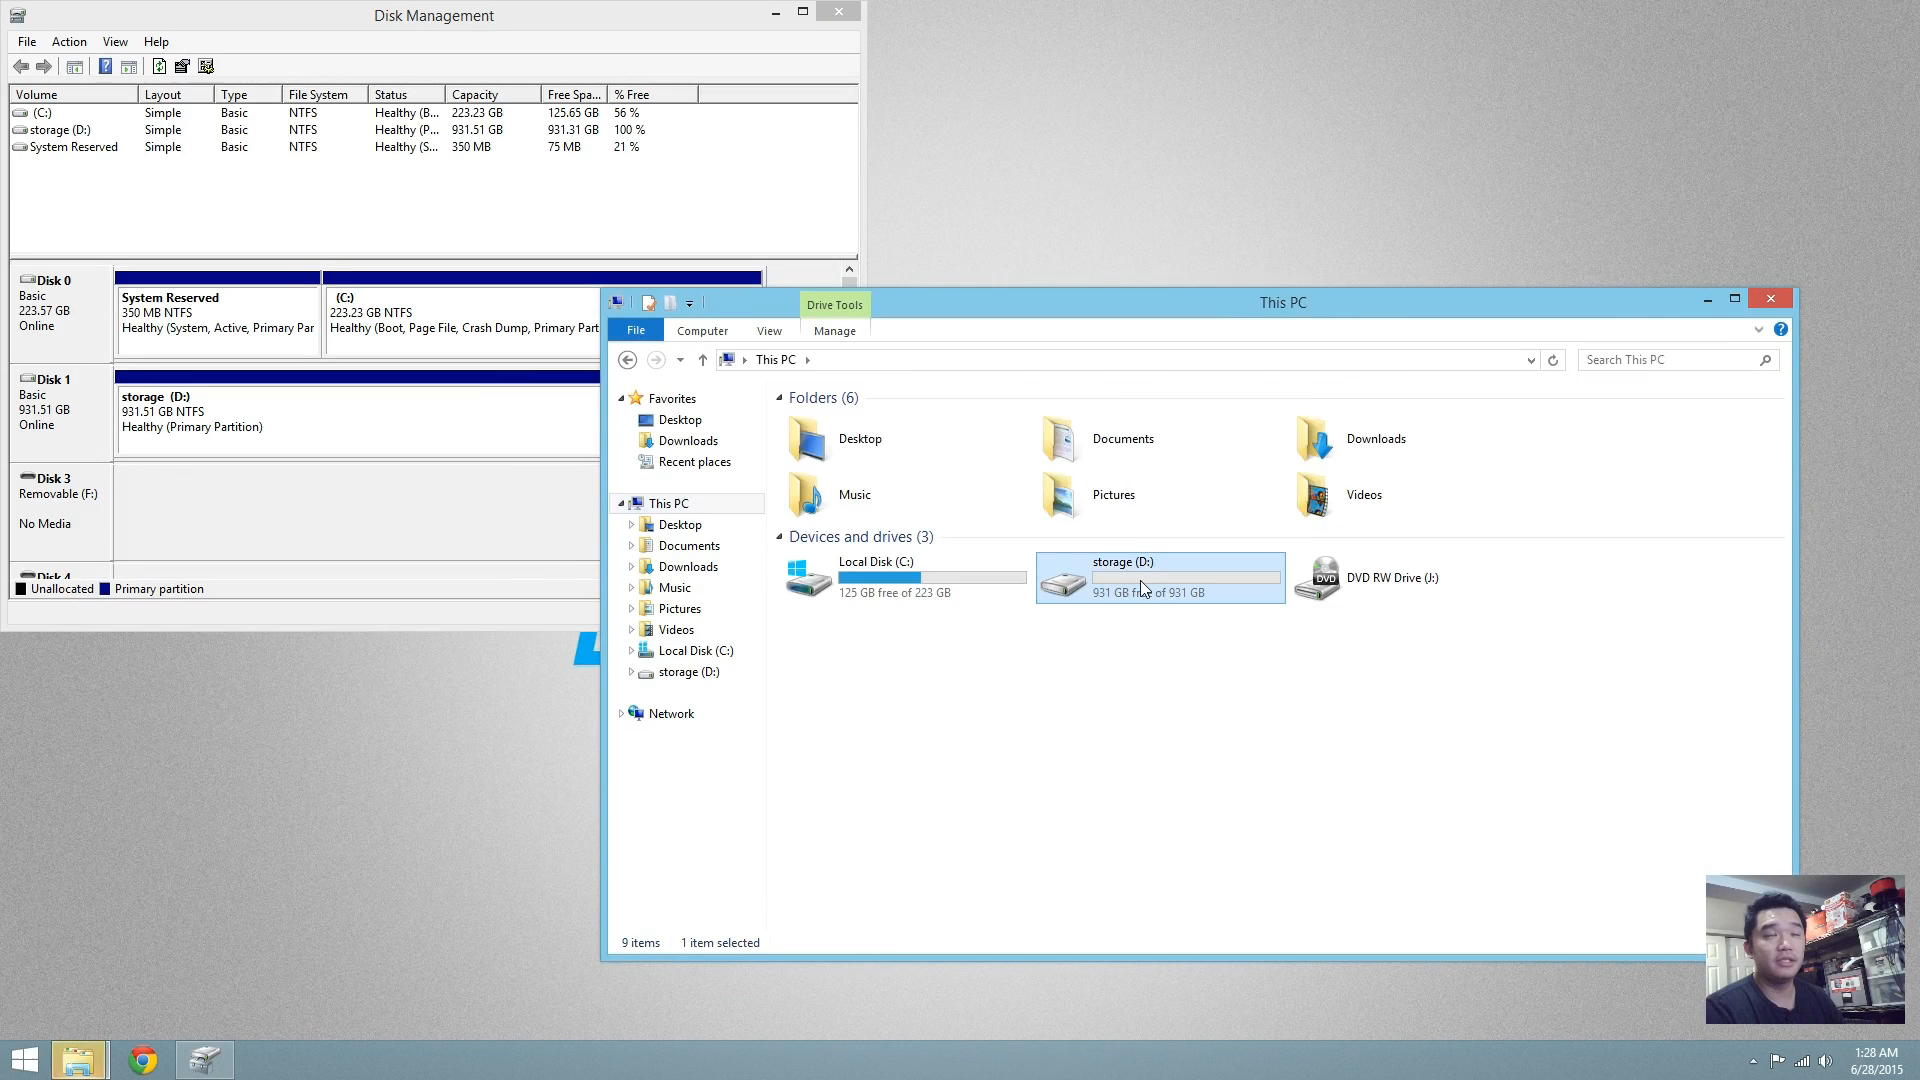 Disk Management
File Action View Help
Volume Layout Type File System Status Capacity Free Spa... % Free
(C:) Simple Basic NTFS Healthy (B... 223.23 GB 125.65 GB 56 %
storage (D:) Simple Basic NTFS Healthy (P... 931.51 GB 931.31 GB 100 %
System Reserved Simple Basic NTFS Healthy (S... 350 MB 75 MB 21 %
Disk 0
Basic
223.57 GB
Online
System Reserved
350 MB NTFS
Healthy (System, Active, Primary Par
(C:)
223.23 GB NTFS
Healthy (Boot, Page File, Crash Dump, Primary Part
Disk 1
Basic
931.51 GB
Online
storage (D:)
931.51 GB NTFS
Healthy (Primary Partition)
Disk 3
Removable (F:)
No Media
Disk 4
Unallocated Primary partition
Drive Tools
This PC
File Computer View Manage
This PC
Search This PC
Favorites
Desktop
Downloads
Recent places
This PC
Desktop
Documents
Downloads
Music
Pictures
Videos
Local Disk (C:)
storage (D:)
Network
Folders (6)
Desktop Documents Downloads
Music Pictures Videos
Devices and drives (3)
Local Disk (C:)
125 GB free of 223 GB
storage (D:)
931 GB free of 931 GB
DVD
DVD RW Drive (J:)
9 items 1 item selected
1:28 AM
6/28/2015